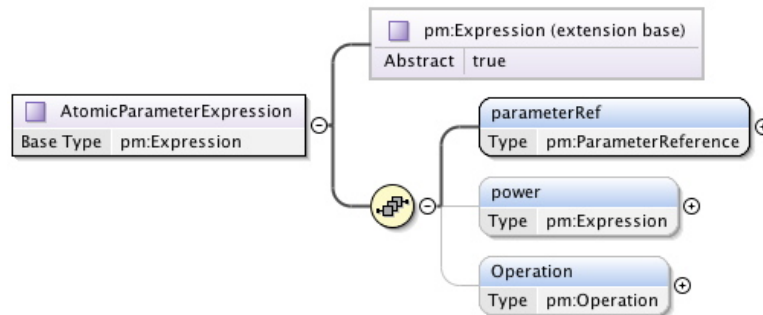 pm:Expression (extension base)
Abstract true
AtomicParameterExpression
Base Type pm:Expression
parameterRef
Type pm:ParameterReference
power
Type pm:Expression
Operation
Type pm:Operation